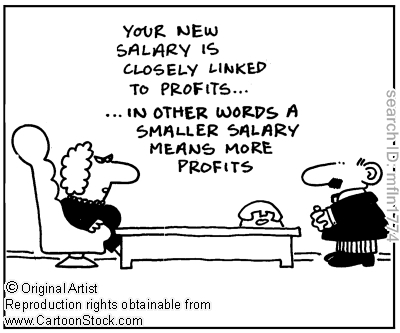 YOUR NEW
SALARY IS
CLOSELY LINKED
TO PROFITS...
...IN OTHER WORDS A
SMALLER SALARY
MEANS MORE
PROFITS
search ID: mfln1774
© Original Artist
Reproduction rights obtainable from
www.CartoonStock.com